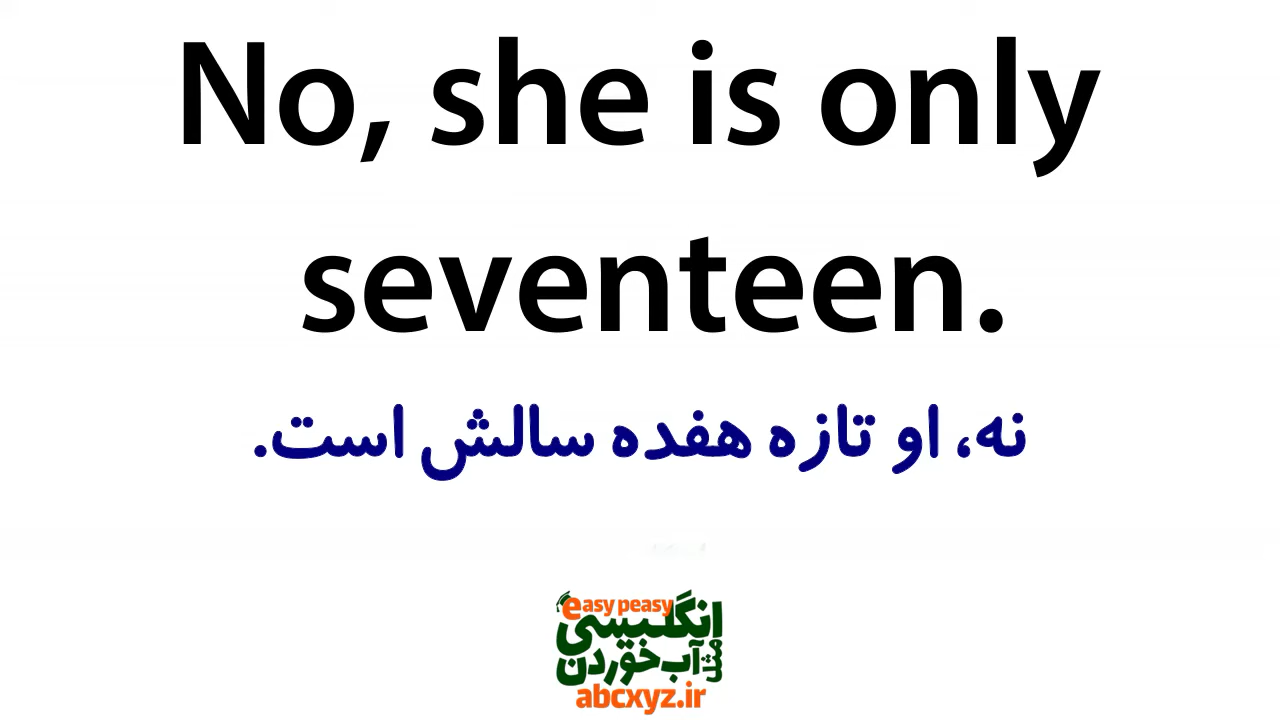 No, she is only
seventeen.
نه، او تازه هفده سالش است.
easy peasy
انگلیسی
مثل آب خوردن
abcxyz.ir